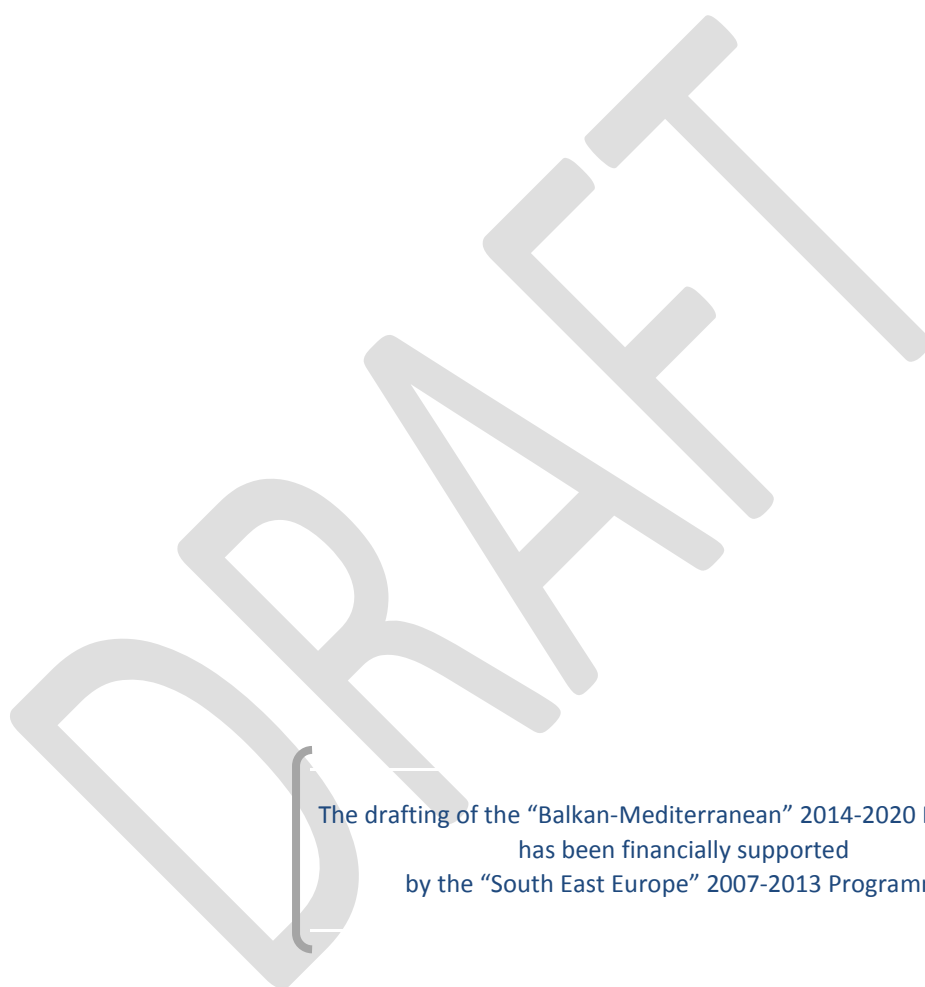 DRAFT
The drafting of the “Balkan-Mediterranean” 2014-2020
has been financially supported
by the “South East Europe” 2007-2013